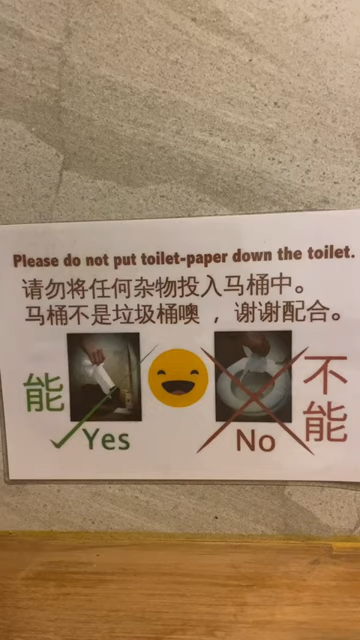 Please do not put toilet-paper down the toilet.
请勿将任何杂物投入马桶中。
马桶不是垃圾桶噢，谢谢配合。
能
Yes
No
不能